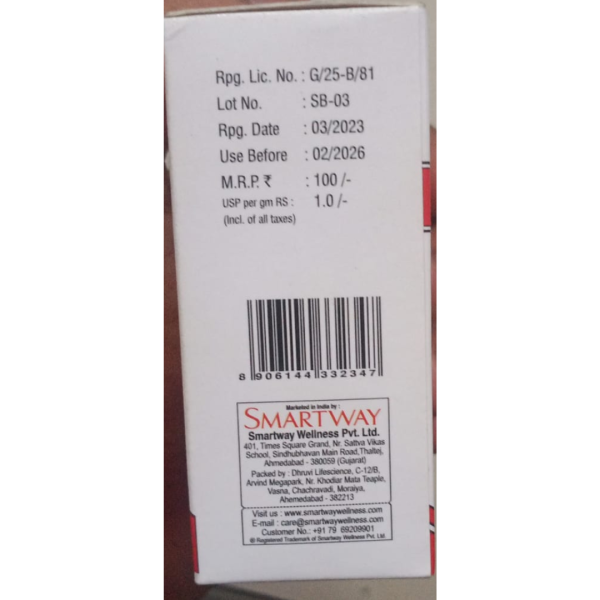 Rpg. Lic. No. : G/25-B/81
Lot No. : SB-03
Rpg. Date : 03/2023
Use Before : 02/2026
M.R.P. ₹ : 100 /-
USP per gm RS : 1.0 /-
(Incl. of all taxes)
8 906144 332347
Marketed in India by :
SMARTWAY
Smartway Wellness Pvt. Ltd.
401, Times Square Grand, Nr. Sattva Vikas
School, Sindhubhavan Main Road,Thaltej,
Ahmedabad - 380059 (Gujarat)
Packed by : Dhruvi Lifescience, C-12/B,
Arvind Megapark, Nr. Khodiar Mata Teaple,
Vasna, Chachravadi, Moraiya,
Ahemedabad - 382213
Visit us : www.smartwaywellness.com
E-mail : care@smartwaywellness.com
Customer No.: +91 79 69209901
® Registered Trademark of Smartway Wellness Pvt. Ltd.